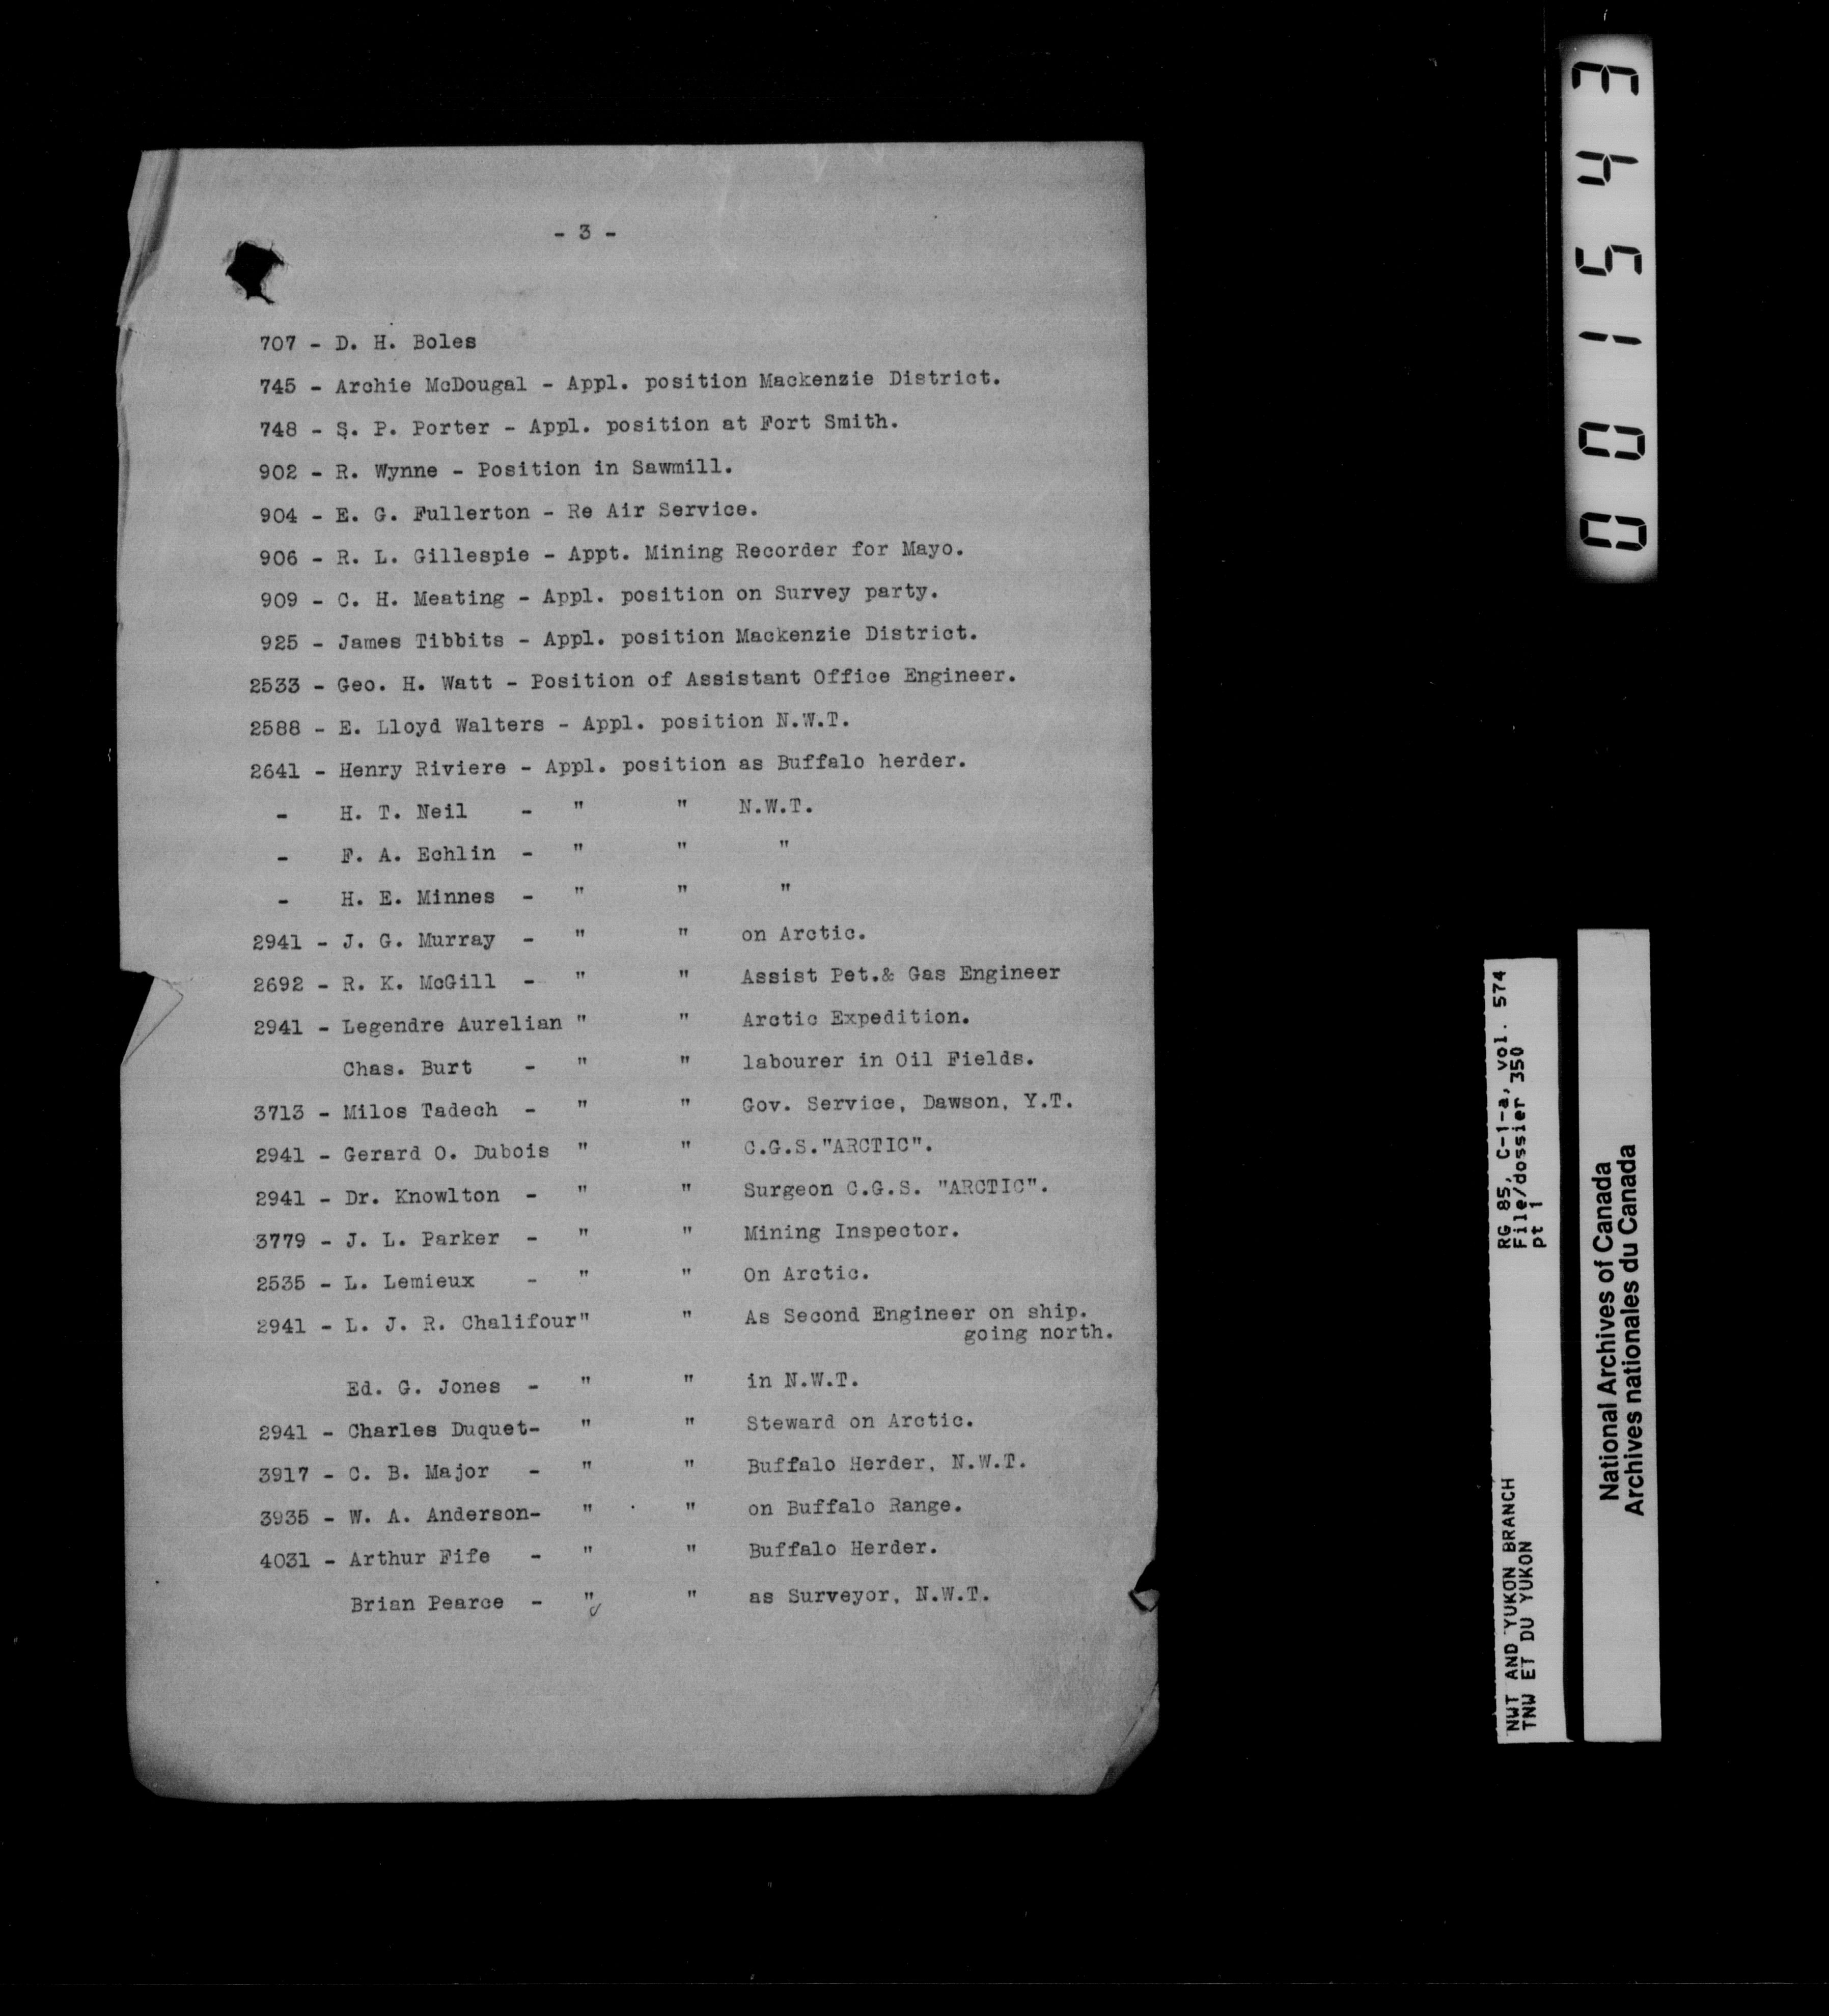 - 3 -
707 - D. H. Boles
745 - Archie McDougal - Appl. position Mackenzie District.
748 - S. P. Porter - Appl. position at Fort Smith.
902 - R. Wynne - Position in Sawmill.
904 - E. G. Fullerton - Re Air Service.
906 - R. L. Gillespie - Appt. Mining Recorder for Mayo.
909 - C. H. Meating - Appl. position on Survey party.
925 - James Tibbits - Appl. position Mackenzie District.
2533 - Geo. H. Watt - Position of Assistant Office Engineer.
2588 - E. Lloyd Walters - Appl. position N.W.T.
2641 - Henry Riviere - Appl. position as Buffalo herder.
- H. T. Neil - " " N.W.T.
- F. A. Echlin - " " "
- H. E. Minnes - " " "
2941 - J. G. Murray - " " on Arctic.
2692 - R. K. McGill - " " Assist Pet.& Gas Engineer
2941 - Legendre Aurelian " " Arctic Expedition.
Chas. Burt - " " labourer in Oil Fields.
3713 - Milos Tadech - " " Gov. Service, Dawson, Y.T.
2941 - Gerard O. Dubois " " C.G.S."ARCTIC".
2941 - Dr. Knowlton - " " Surgeon C.G.S. "ARCTIC".
3779 - J. L. Parker - " " Mining Inspector.
2535 - L. Lemieux - " " On Arctic.
2941 - L. J. R. Chalifour" " As Second Engineer on ship.
going north.
Ed. G. Jones - " " in N.W.T.
2941 - Charles Duquet- " " Steward on Arctic.
3917 - C. B. Major - " " Buffalo Herder, N.W.T.
3935 - W. A. Anderson- " " on Buffalo Range.
4031 - Arthur Fife - " " Buffalo Herder.
Brian Pearce - " " as Surveyor, N.W.T.
001543
RG 85, C-1-a, vol. 574
File/dossier 350
pt 1
NWT AND YUKON BRANCH
TNW ET DU YUKON
National Archives of Canada
Archives nationales du Canada